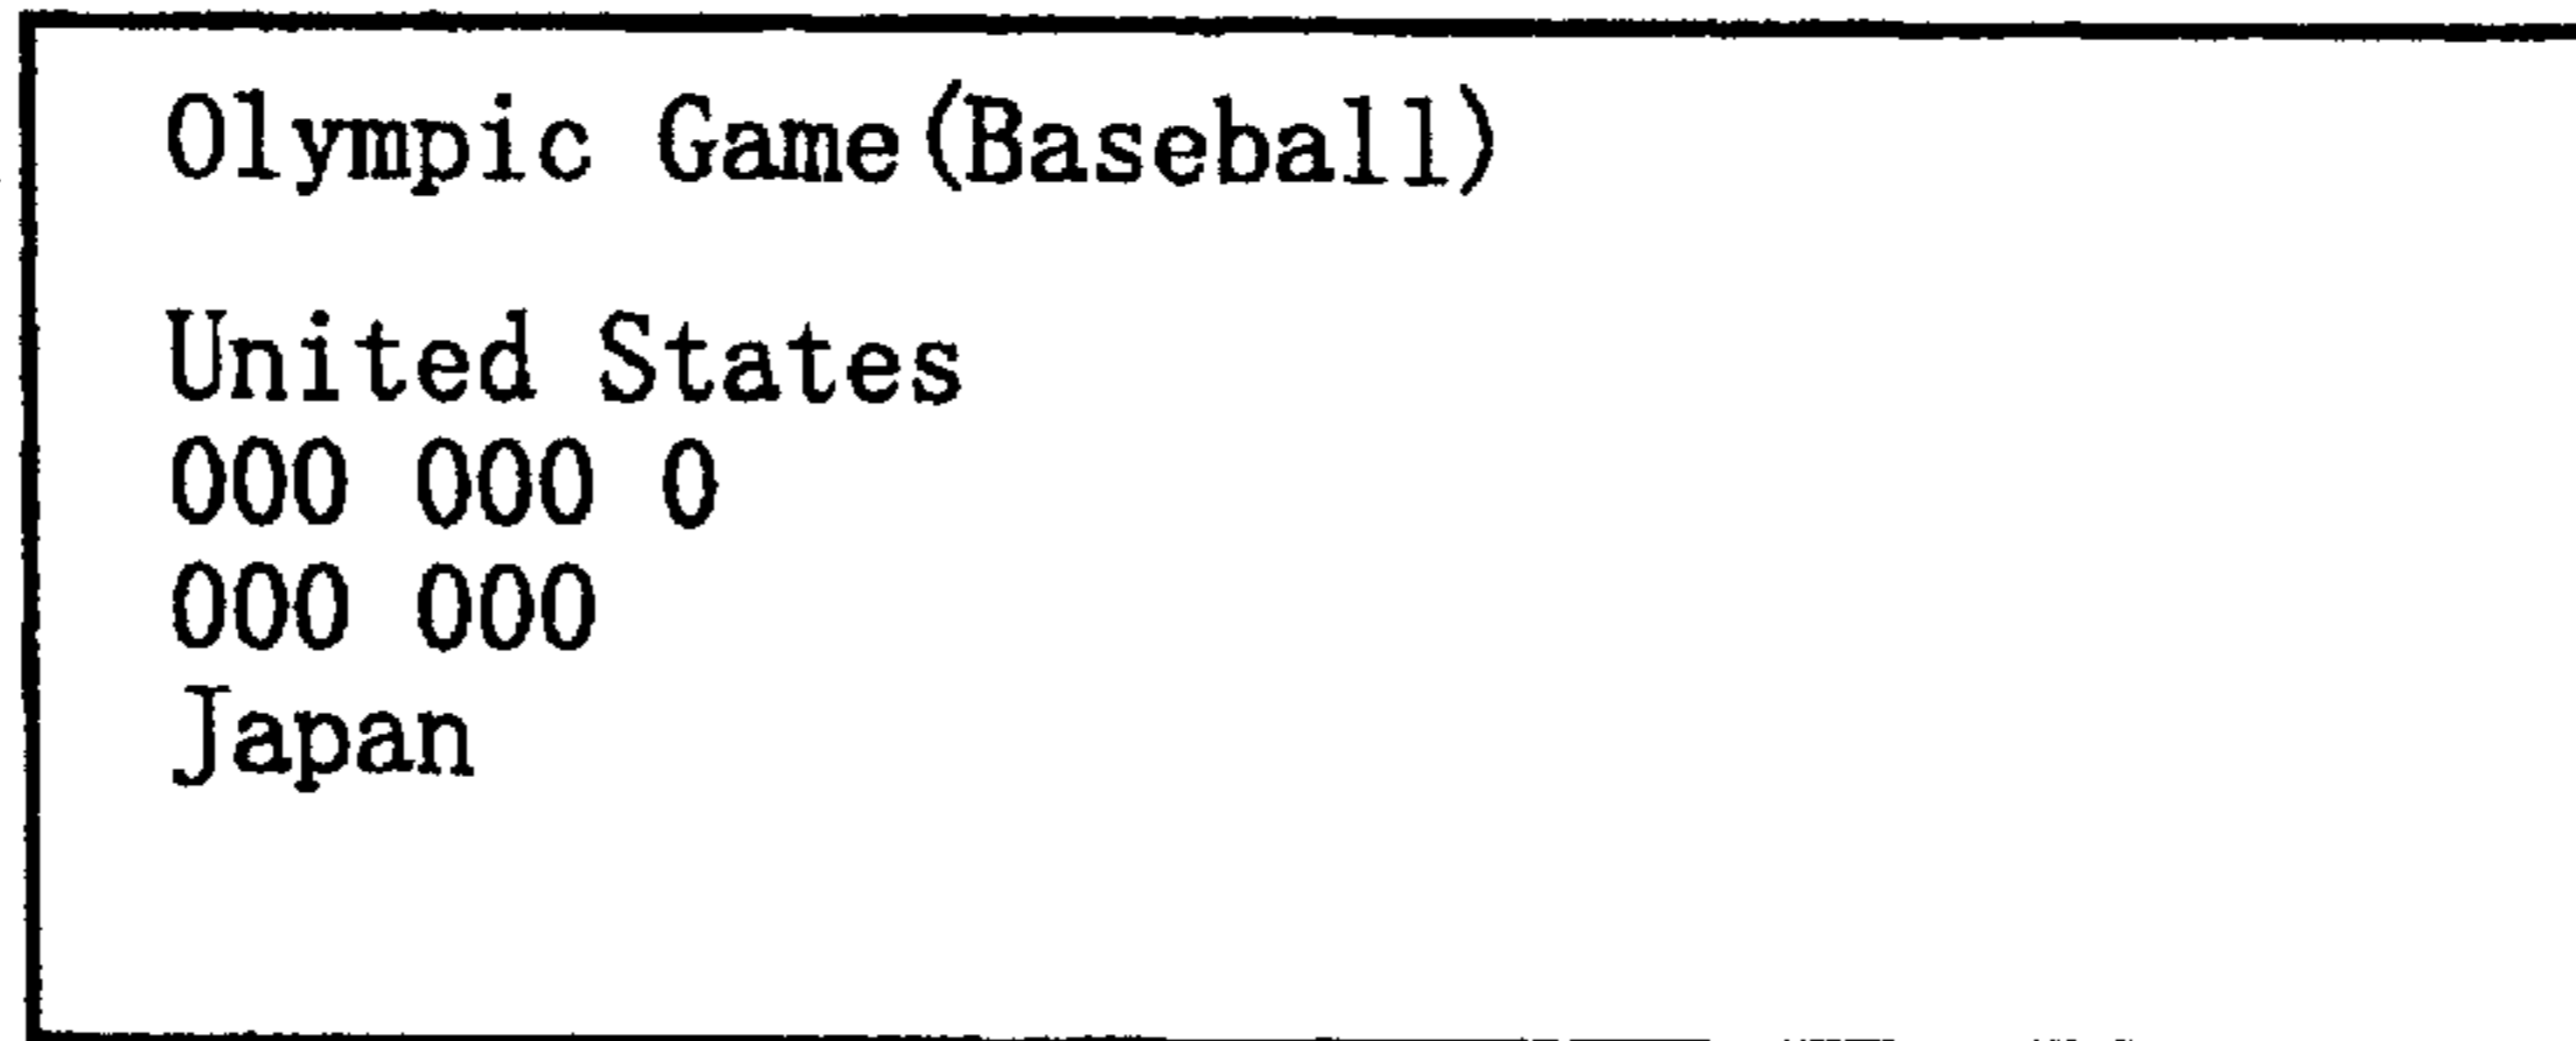 Olympic Game(Baseball)
United States
000 000 0
000 000
Japan